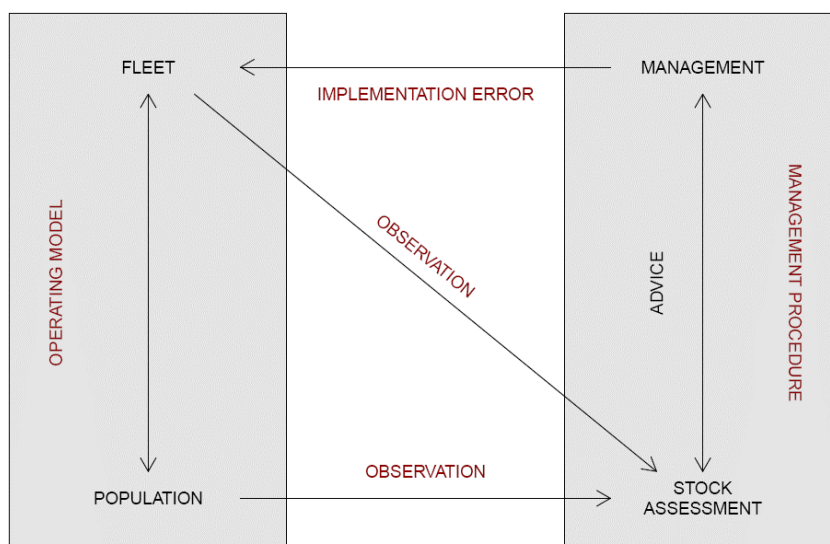 FLEET
MANAGEMENT
IMPLEMENTATION ERROR
OPERATING MODEL
OBSERVATION
ADVICE
MANAGEMENT PROCEDURE
OBSERVATION
POPULATION
STOCK
ASSESSMENT